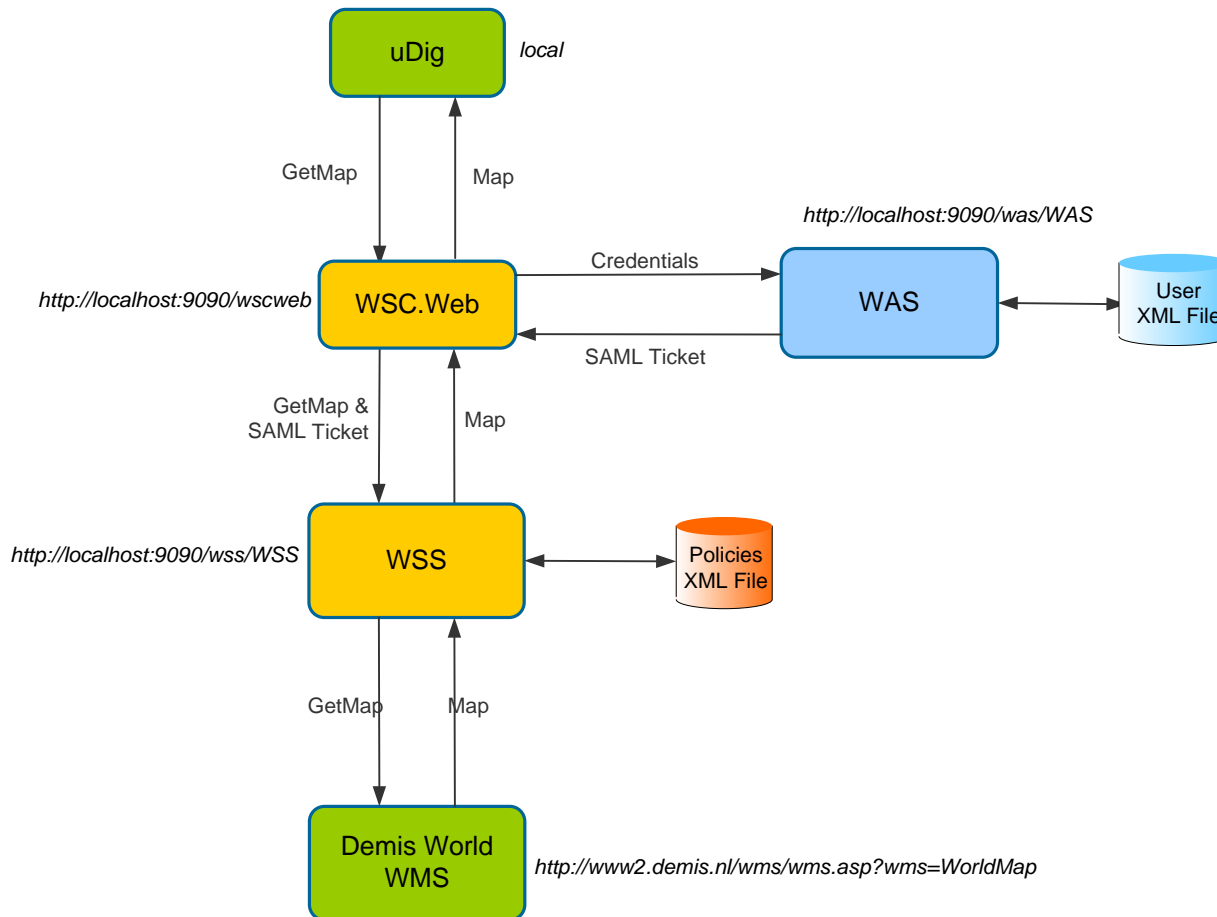 uDig
local
GetMap
Map
http://localhost:9090/was/WAS
Credentials
http://localhost:9090/wscweb
WSC.Web
WAS
User
XML File
SAML Ticket
GetMap &
SAML Ticket
Map
http://localhost:9090/wss/WSS
WSS
Policies
XML File
GetMap
Map
Demis World
WMS
http://www2.demis.nl/wms/wms.asp?wms=WorldMap